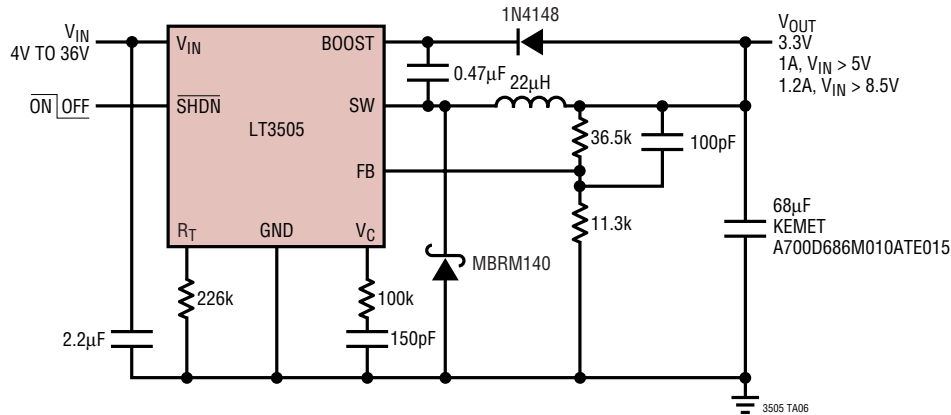 1N4148
V_IN
4V TO 36V
V_IN
BOOST
V_OUT
3.3V
1A, V_IN > 5V
1.2A, V_IN > 8.5V
0.47µF
22µH
ON OFF
SHDN
SW
LT3505
36.5k
100pF
FB
68µF
KEMET
A700D686M010ATE015
11.3k
R_T
GND
V_C
MBRM140
226k
100k
2.2µF
150pF
3505 TA06